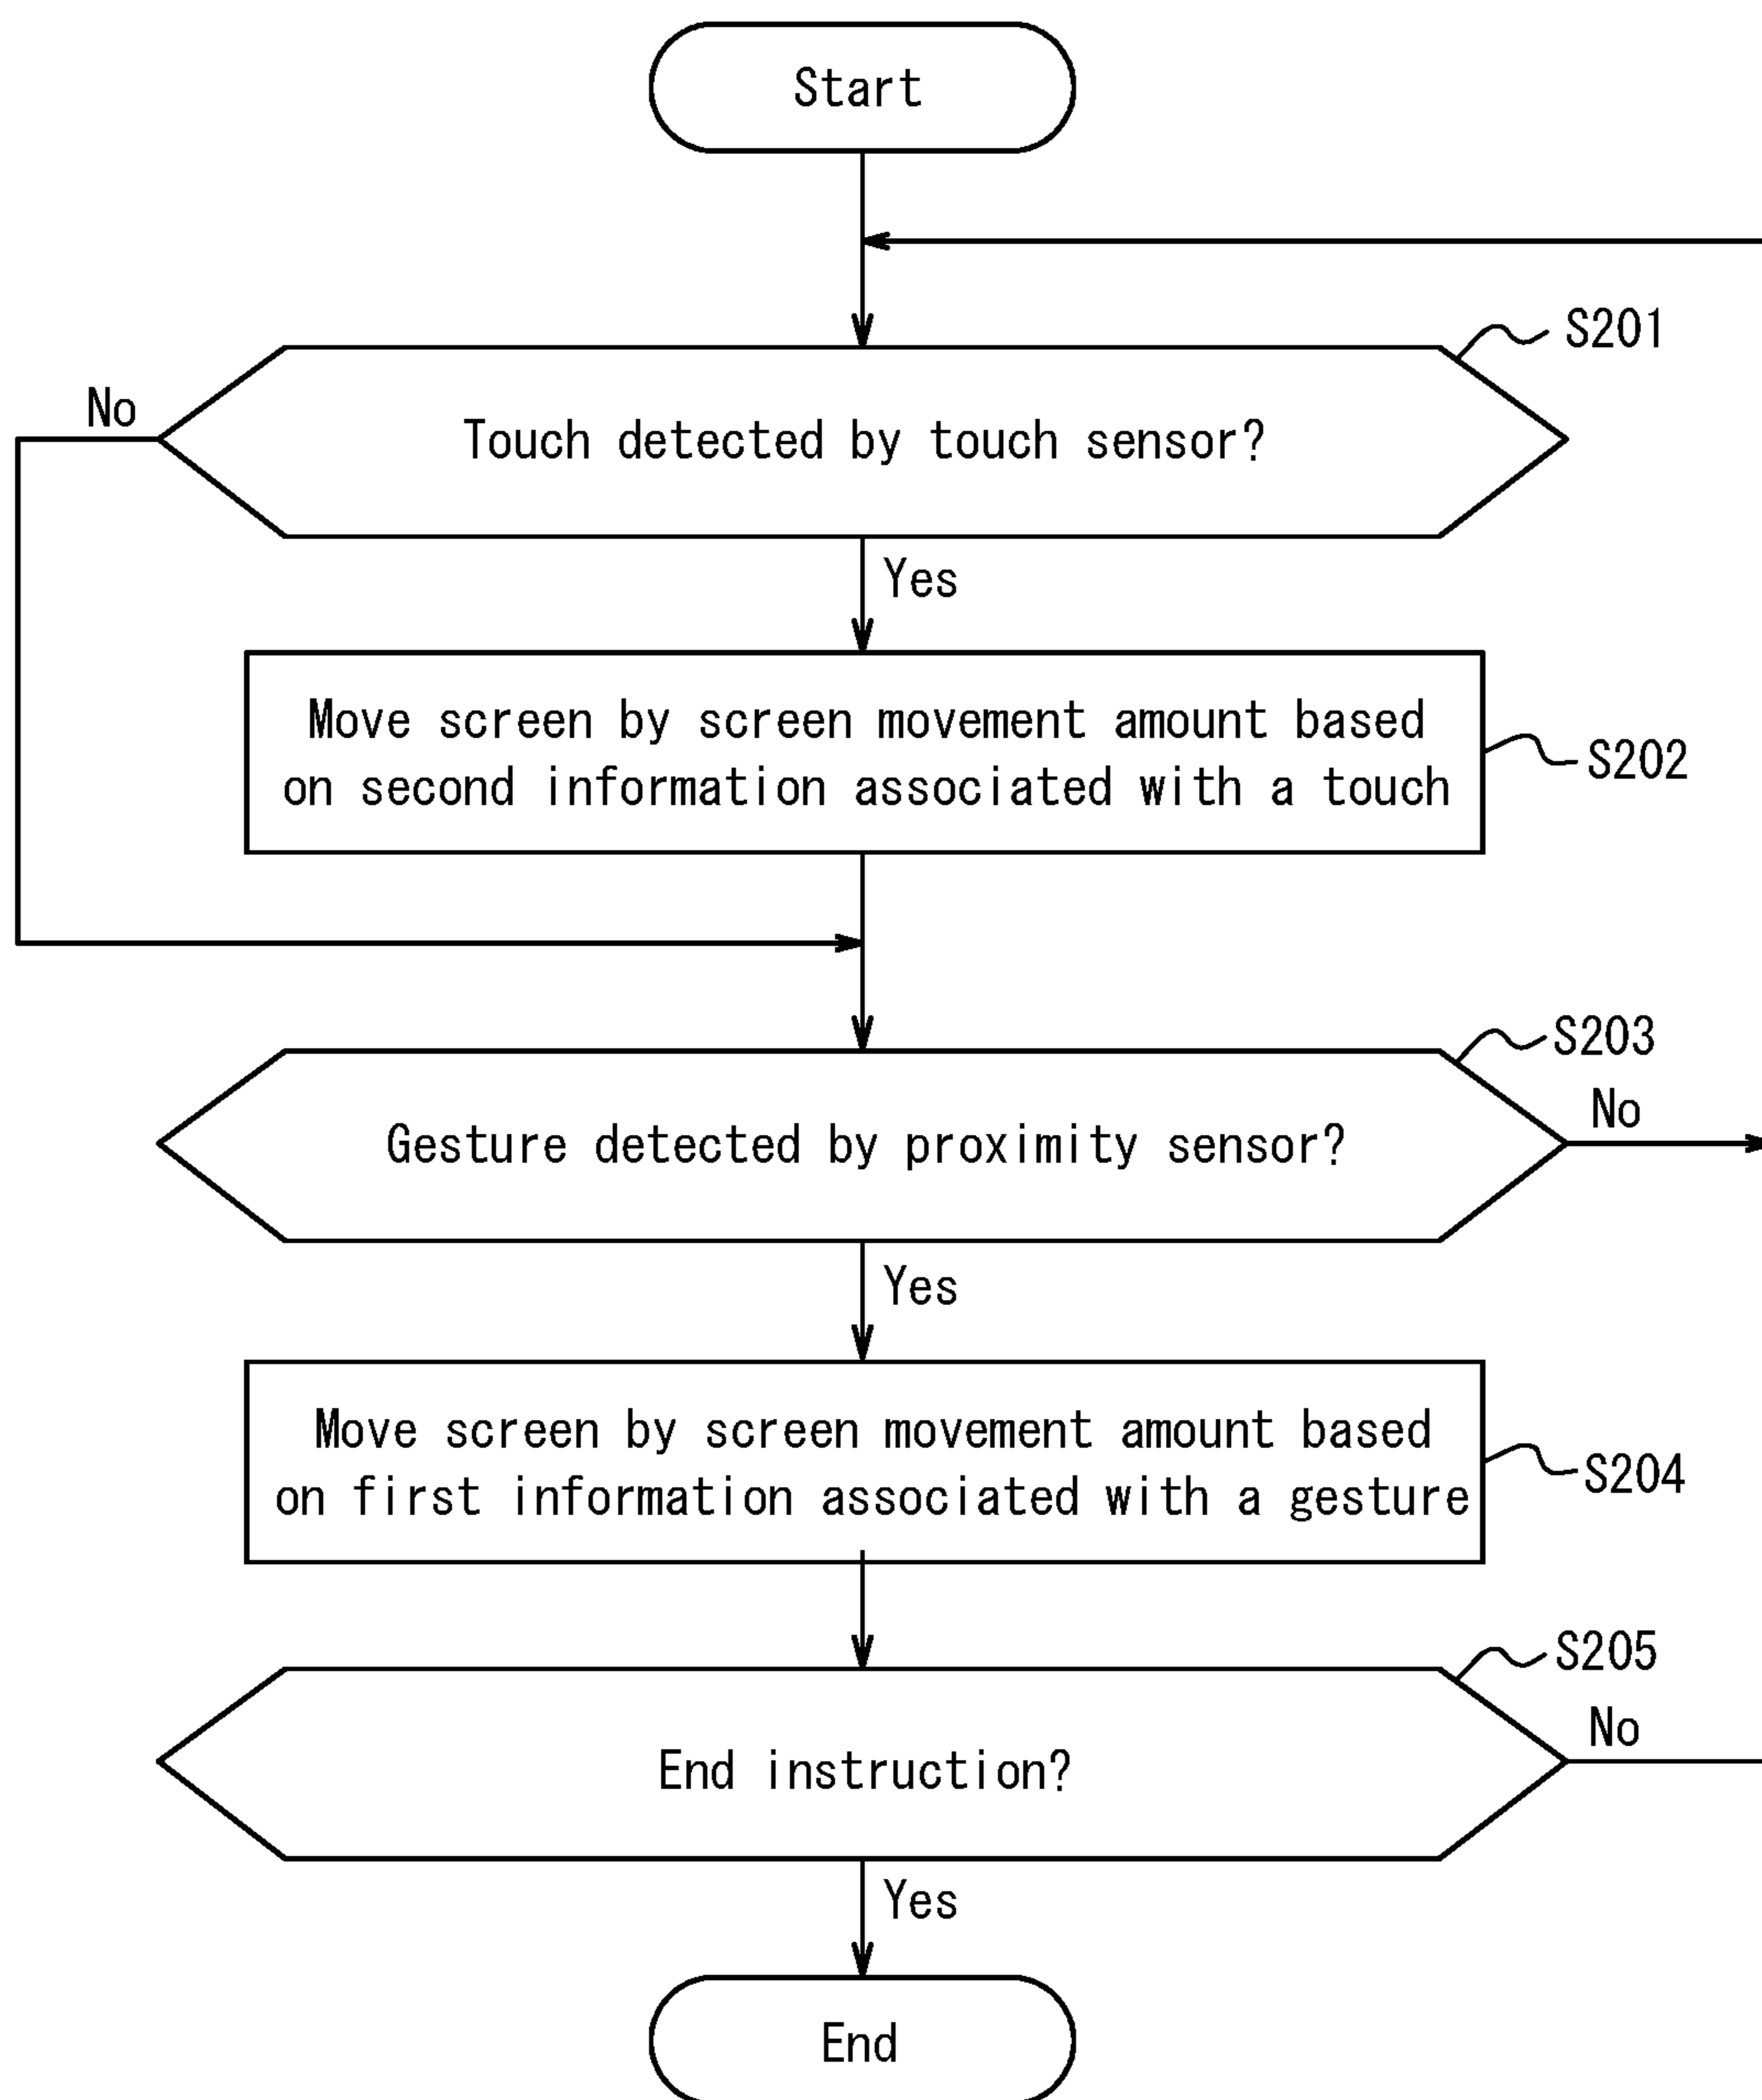 Start
S201
No
Touch detected by touch sensor?
Yes
Move screen by screen movement amount based
on second information associated with a touch
S202
S203
No
Gesture detected by proximity sensor?
Yes
Move screen by screen movement amount based
on first information associated with a gesture
S204
S205
No
End instruction?
Yes
End